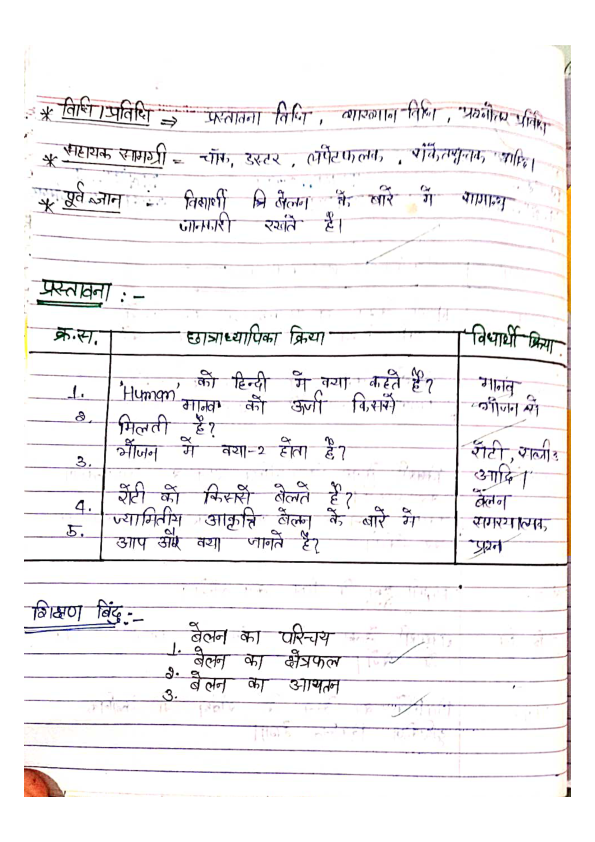 * विधि/प्रविधि ⇒ प्रस्तावना विधि, व्याख्यान विधि, प्रश्नोत्तर प्रविधि
* सहायक सामग्री = चॉक, डस्टर, लपेटफलक, संकेतसूचक आदि।
* पूर्व ज्ञान :- विद्यार्थी बेलन के बारे में सामान्य
जानकारी रखते है।
प्रस्तावना :-
क्र.स. छात्राध्यापिका क्रिया विधार्थी क्रिया
1. 'Human' को हिन्दी में क्या कहते है? मानव
2. मानव को ऊर्जा किससे भोजन से
मिलती है?
3. भोजन में क्या-2 होता है? रोटी, सब्जी
आदि।
4. रोटी को किससे बेलते है? बेलन
5. ज्यामितीय आकृति बेलन के बारे में समस्यात्मक
आप और क्या जानते है? प्रश्न
शिक्षण बिंदु :-
1. बेलन का परिचय
2. बेलन का क्षेत्रफल
3. बेलन का आयतन